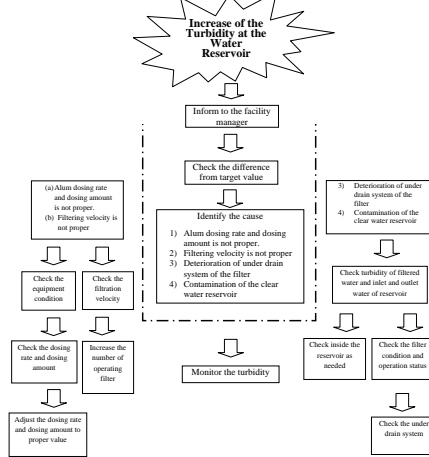 Increase of the
Turbidity at the
Water
Reservoir
Inform to the facility
manager
Check the difference
from target value
Identify the cause
1) Alum dosing rate and dosing
amount is not proper.
2) Filtering velocity is not proper
3) Deterioration of under drain
system of the filter
4) Contamination of the clear
water reservoir
Monitor the turbidity
(a) Alum dosing rate
and dosing amount
is not proper.
(b) Filtering velocity is
not proper
Check the
equipment
condition
Check the
filtration
velocity
Check the dosing
rate and dosing
amount
Increase the
number of
operating
filter
Adjust the dosing rate
and dosing amount to
proper value
3) Deterioration of under
drain system of the
filter
4) Contamination of the
clear water reservoir
Check turbidity of filtered
water and inlet and outlet
water of reservoir
Check inside the
reservoir as
needed
Check the filter
condition and
operation status
Check the under
drain system